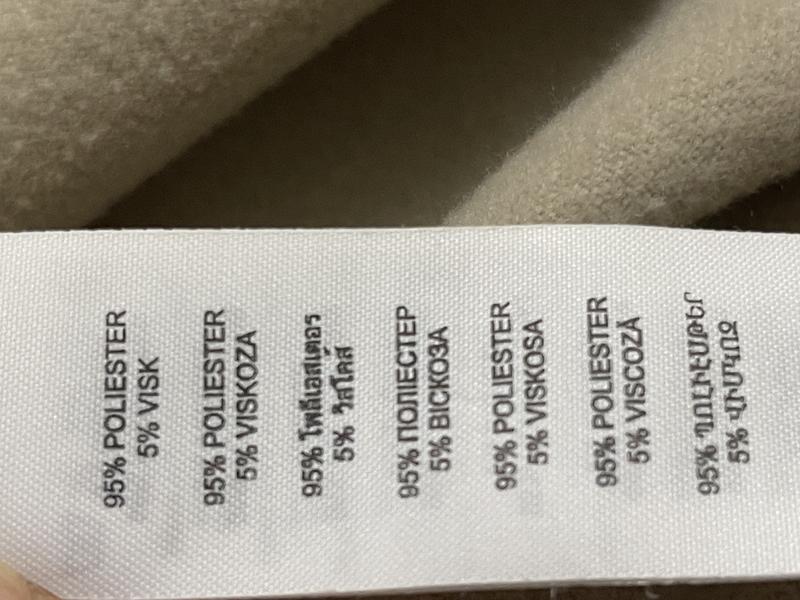 95% POLIESTER
5% VISK
95% POLIESTER
5% VISKOZA
95% โพลีเอสเตอร
5% วิสโคส
95% ПОЛІЕСТЕР
5% ВІСКОЗА
95% POLIESTER
5% VISKOSA
95% POLIESTER
5% VISCOZĂ
95% ՊՈԼԻԷՍԹԵՐ
5%